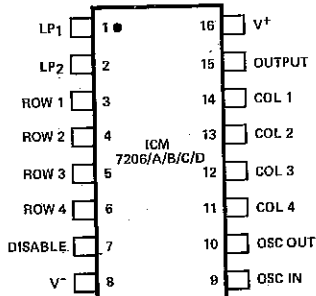 LP1 1 16 V+
LP2 2 15 OUTPUT
ROW 1 3 14 COL 1
ROW 2 4 13 COL 2
ICM
7206/A/B/C/D
ROW 3 5 12 COL 3
ROW 4 6 11 COL 4
DISABLE 7 10 OSC OUT
V- 8 9 OSC IN